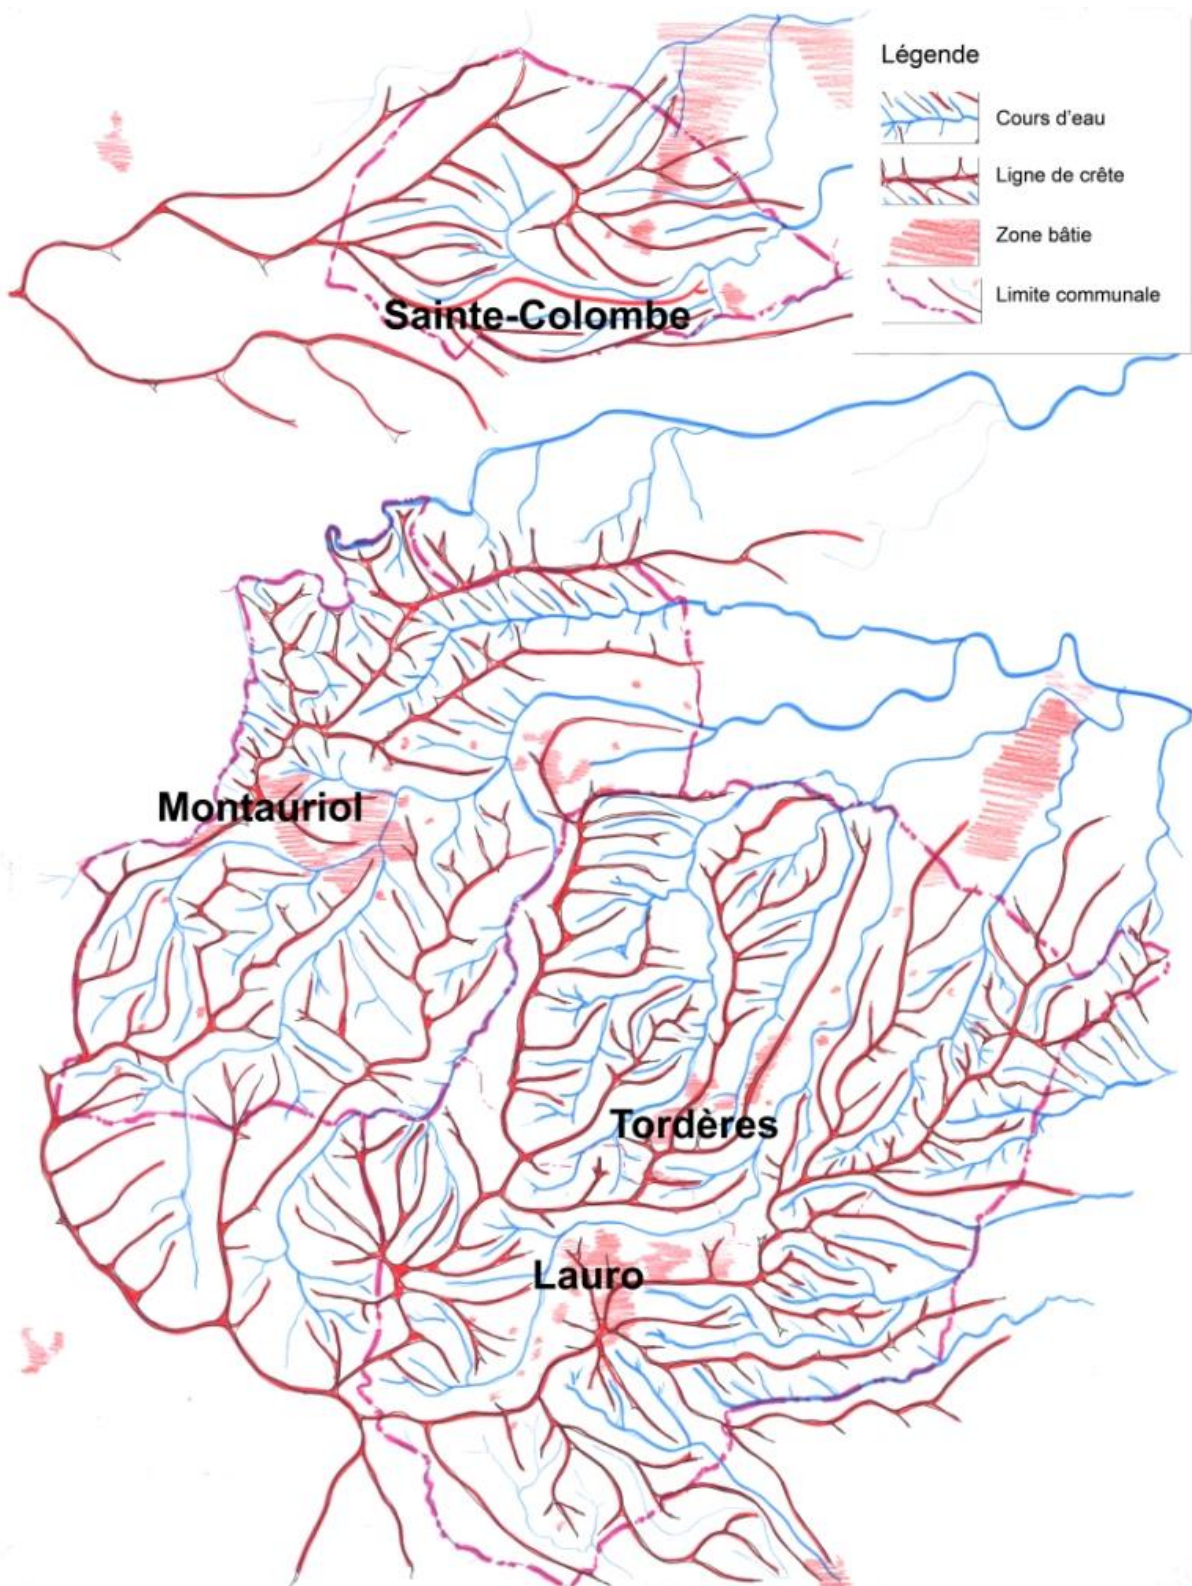 Légende
Cours d'eau
Ligne de crête
Zone bâtie
Limite communale
Sainte-Colombe
Montauriol
Tordères
Lauro